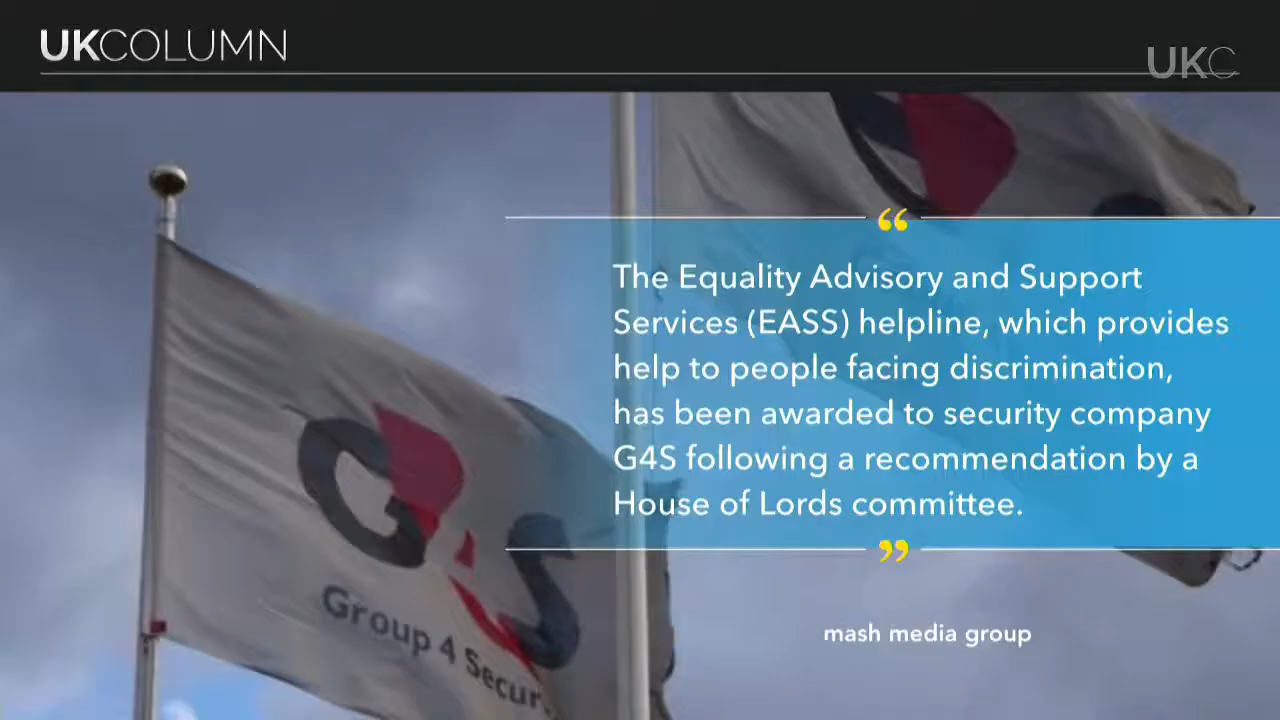 UKCOLUMN
UKC
“
The Equality Advisory and Support
Services (EASS) helpline, which provides
help to people facing discrimination,
has been awarded to security company
G4S following a recommendation by a
House of Lords committee.
”
mash media group
G4S
Group 4 Secur